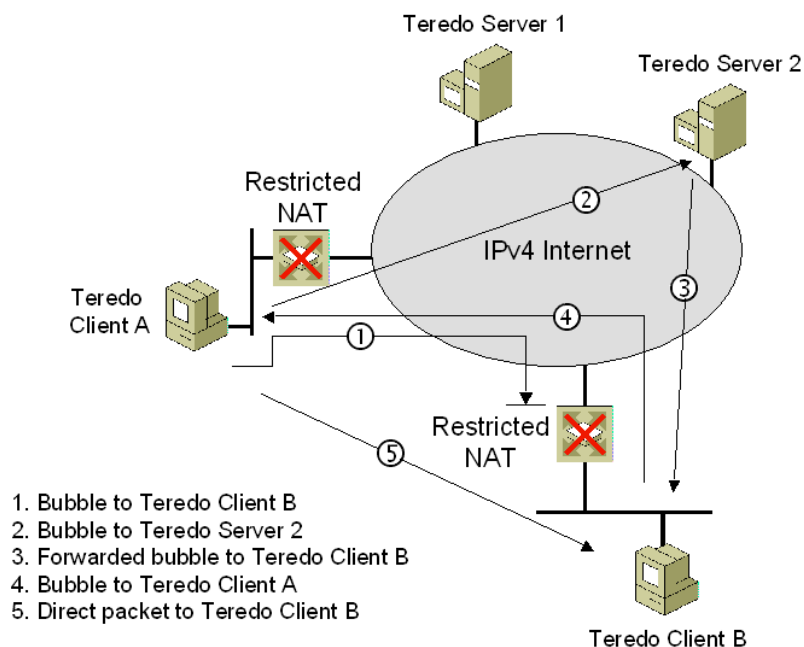 Teredo Server 1
Teredo Server 2
Restricted
NAT
2
IPv4 Internet
3
Teredo
Client A
4
1
Restricted
NAT
5
1. Bubble to Teredo Client B
2. Bubble to Teredo Server 2
3. Forwarded bubble to Teredo Client B
4. Bubble to Teredo Client A
5. Direct packet to Teredo Client B
Teredo Client B